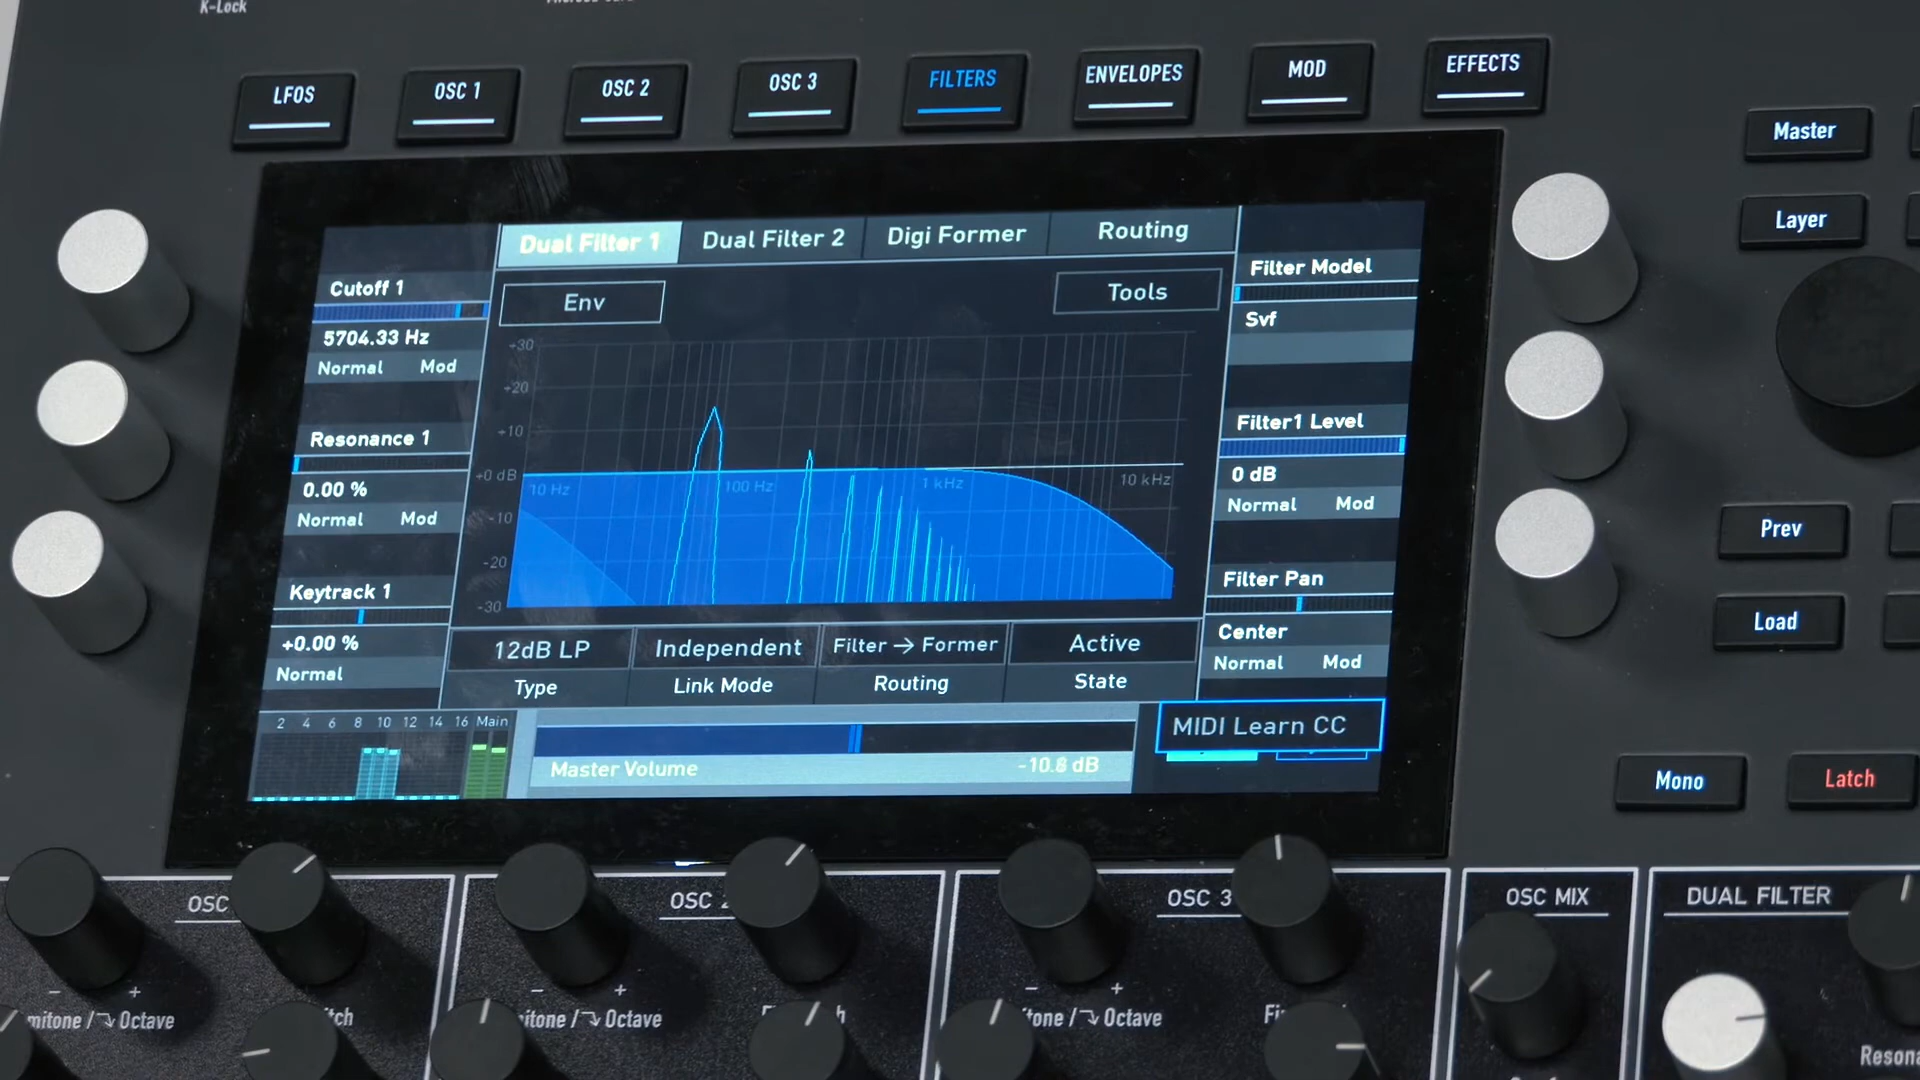 K-Lock
LFOS
OSC 1
OSC 2
OSC 3
FILTERS
ENVELOPES
MOD
EFFECTS
Master
Layer
Prev
Load
Mono
Latch
Dual Filter 1
Dual Filter 2
Digi Former
Routing
Env
Tools
Cutoff 1
5704.33 Hz
Normal Mod
Resonance 1
0.00 %
Normal Mod
Keytrack 1
+0.00 %
Normal
+30
+20
+10
+0 dB
-10
-20
-30
10 Hz
100 Hz
1 kHz
10 kHz
Filter Model
Svf
Filter1 Level
0 dB
Normal Mod
Filter Pan
Center
Normal Mod
12dB LP
Type
Independent
Link Mode
Filter → Former
Routing
Active
State
2 4 6 8 10 12 14 16 Main
Master Volume
-10.8 dB
MIDI Learn CC
OSC
OSC
OSC 3
OSC MIX
DUAL FILTER
- +
- +
- +
mitone / Octave
itone / Octave
tone / Octave